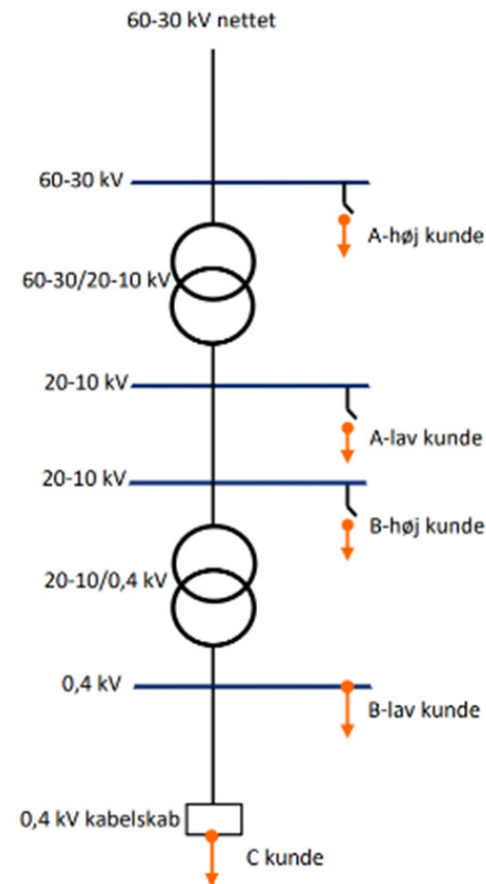 60-30 kV nettet
60-30 kV
A-høj kunde
60-30/20-10 kV
20-10 kV
A-lav kunde
20-10 kV
B-høj kunde
20-10/0,4 kV
0,4 kV
B-lav kunde
0,4 kV kabelskab
C kunde